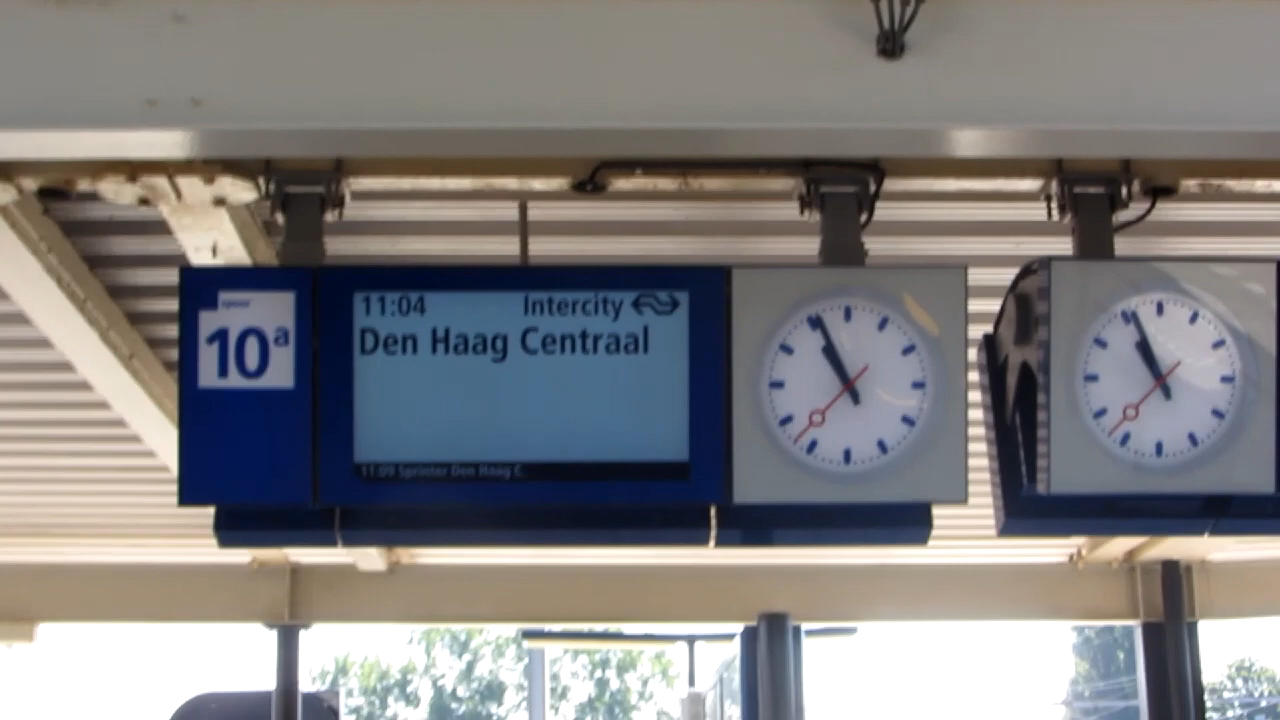 spoor
10a
11:04 Intercity
Den Haag Centraal
11:09 Sprinter Den Haag C.